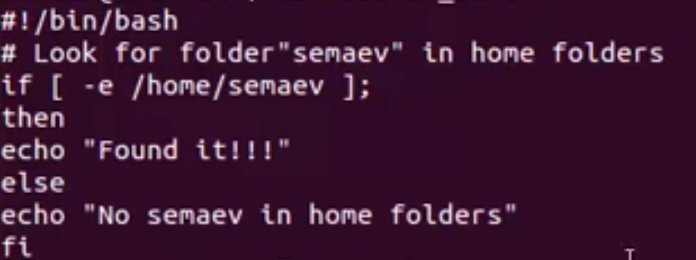 #!/bin/bash
# Look for folder"semaev" in home folders
if [ -e /home/semaev ];
then
echo "Found it!!!"
else
echo "No semaev in home folders"
fi